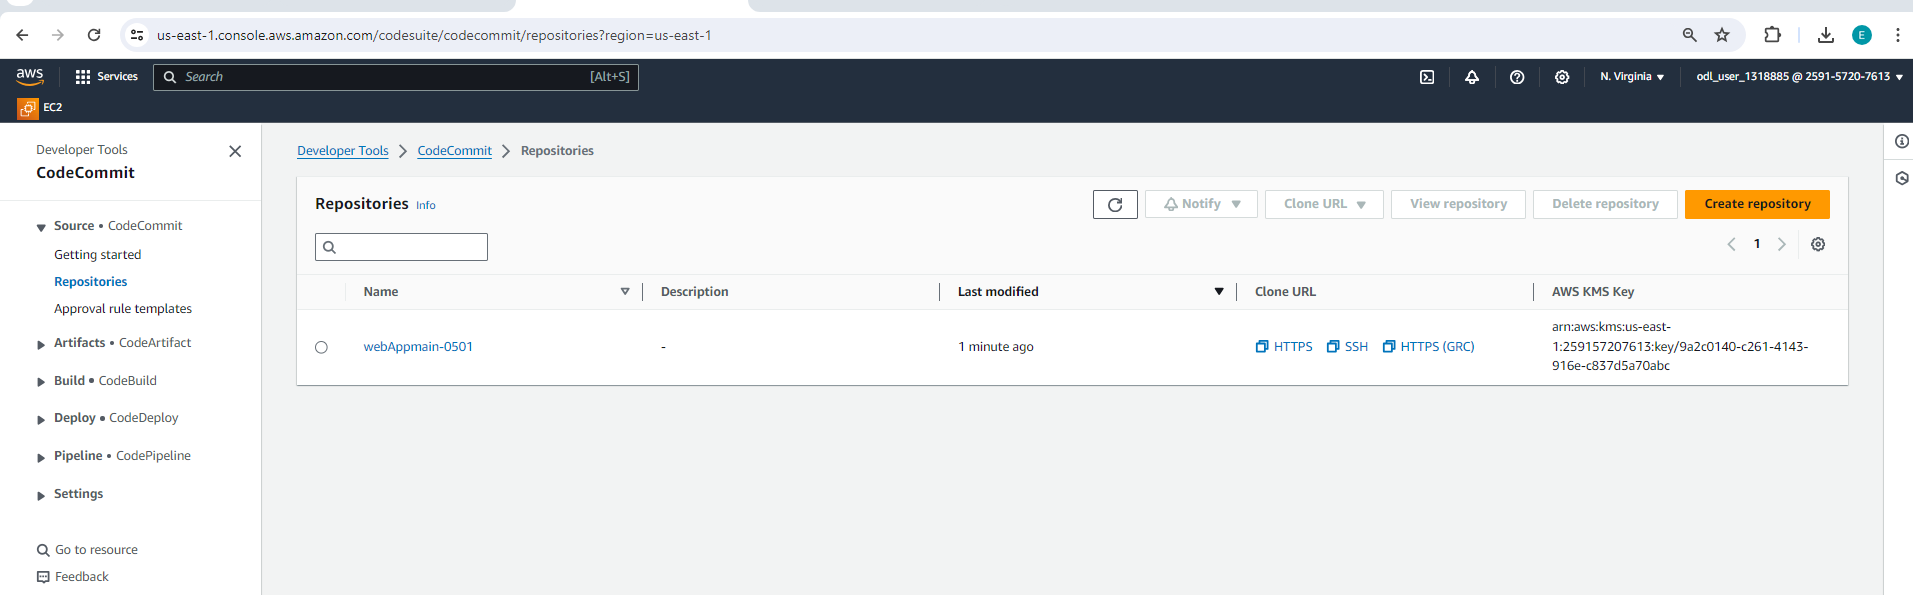 us-east-1.console.aws.amazon.com/codesuite/codecommit/repositories?region=us-east-1
E
aws
Services
Search
[Alt+S]
N. Virginia
odl_user_1318885 @ 2591-5720-7613
EC2
Developer Tools
CodeCommit
Source • CodeCommit
Getting started
Repositories
Approval rule templates
Artifacts • CodeArtifact
Build • CodeBuild
Deploy • CodeDeploy
Pipeline • CodePipeline
Settings
Go to resource
Feedback
Developer Tools > CodeCommit > Repositories
Repositories Info
Notify
Clone URL
View repository
Delete repository
Create repository
1
Name
Description
Last modified
Clone URL
AWS KMS Key
webAppmain-0501
-
1 minute ago
HTTPS
SSH
HTTPS (GRC)
arn:aws:kms:us-east-
1:259157207613:key/9a2c0140-c261-4143-
916e-c837d5a70abc